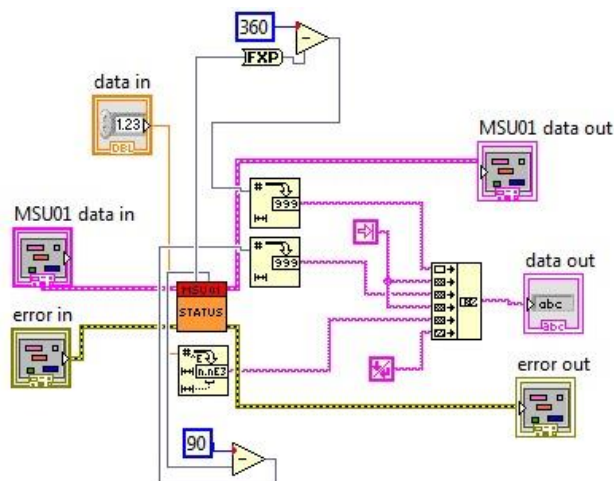 360
FXP
data in
1.23
DBL
MSU01 data out
# 999
MSU01 data in
# 999
data out
MSU01
STATUS
abc
abc
error in
# n.nE3
error out
90